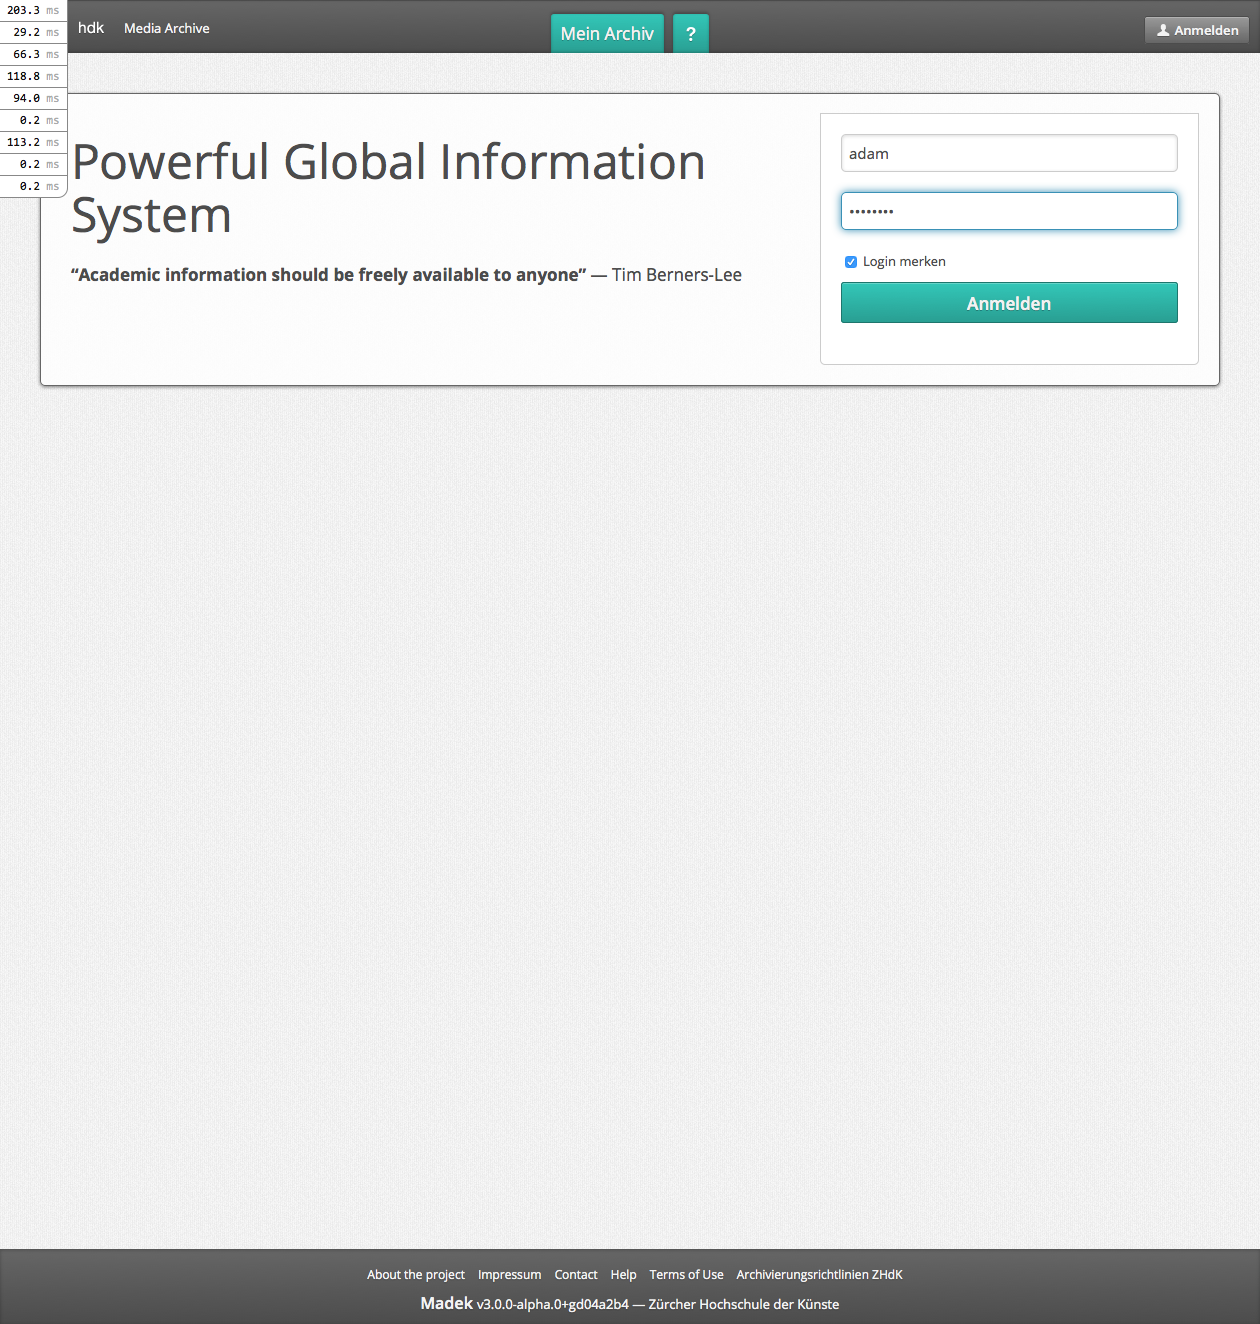 203.3 ms
29.2 ms
66.3 ms
118.8 ms
94.0 ms
0.2 ms
113.2 ms
0.2 ms
0.2 ms
hdk Media Archive
Mein Archiv
?
Anmelden
Powerful Global Information
System
“Academic information should be freely available to anyone” — Tim Berners-Lee
adam
••••••••
Login merken
Anmelden
About the project Impressum Contact Help Terms of Use Archivierungsrichtlinien ZHdK
Madek v3.0.0-alpha.0+gd04a2b4 — Zürcher Hochschule der Künste